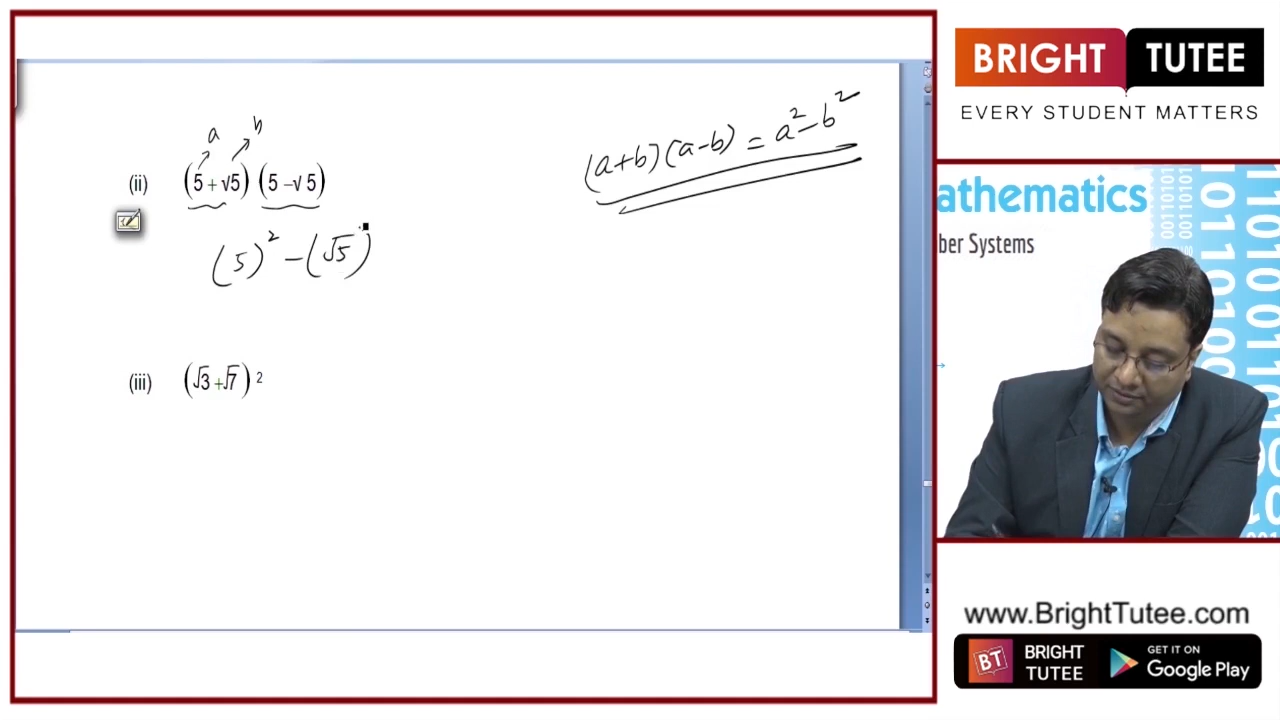 BRIGHT TUTEE
EVERY STUDENT MATTERS
a b
(ii) (5 + √5) (5 −√ 5)
(a+b)(a-b) = a² - b²
(5)² - (√5)
(iii) (√3 +√7) 2
athematics
ber Systems
www.BrightTutee.com
BT BRIGHT TUTEE
GET IT ON
Google Play